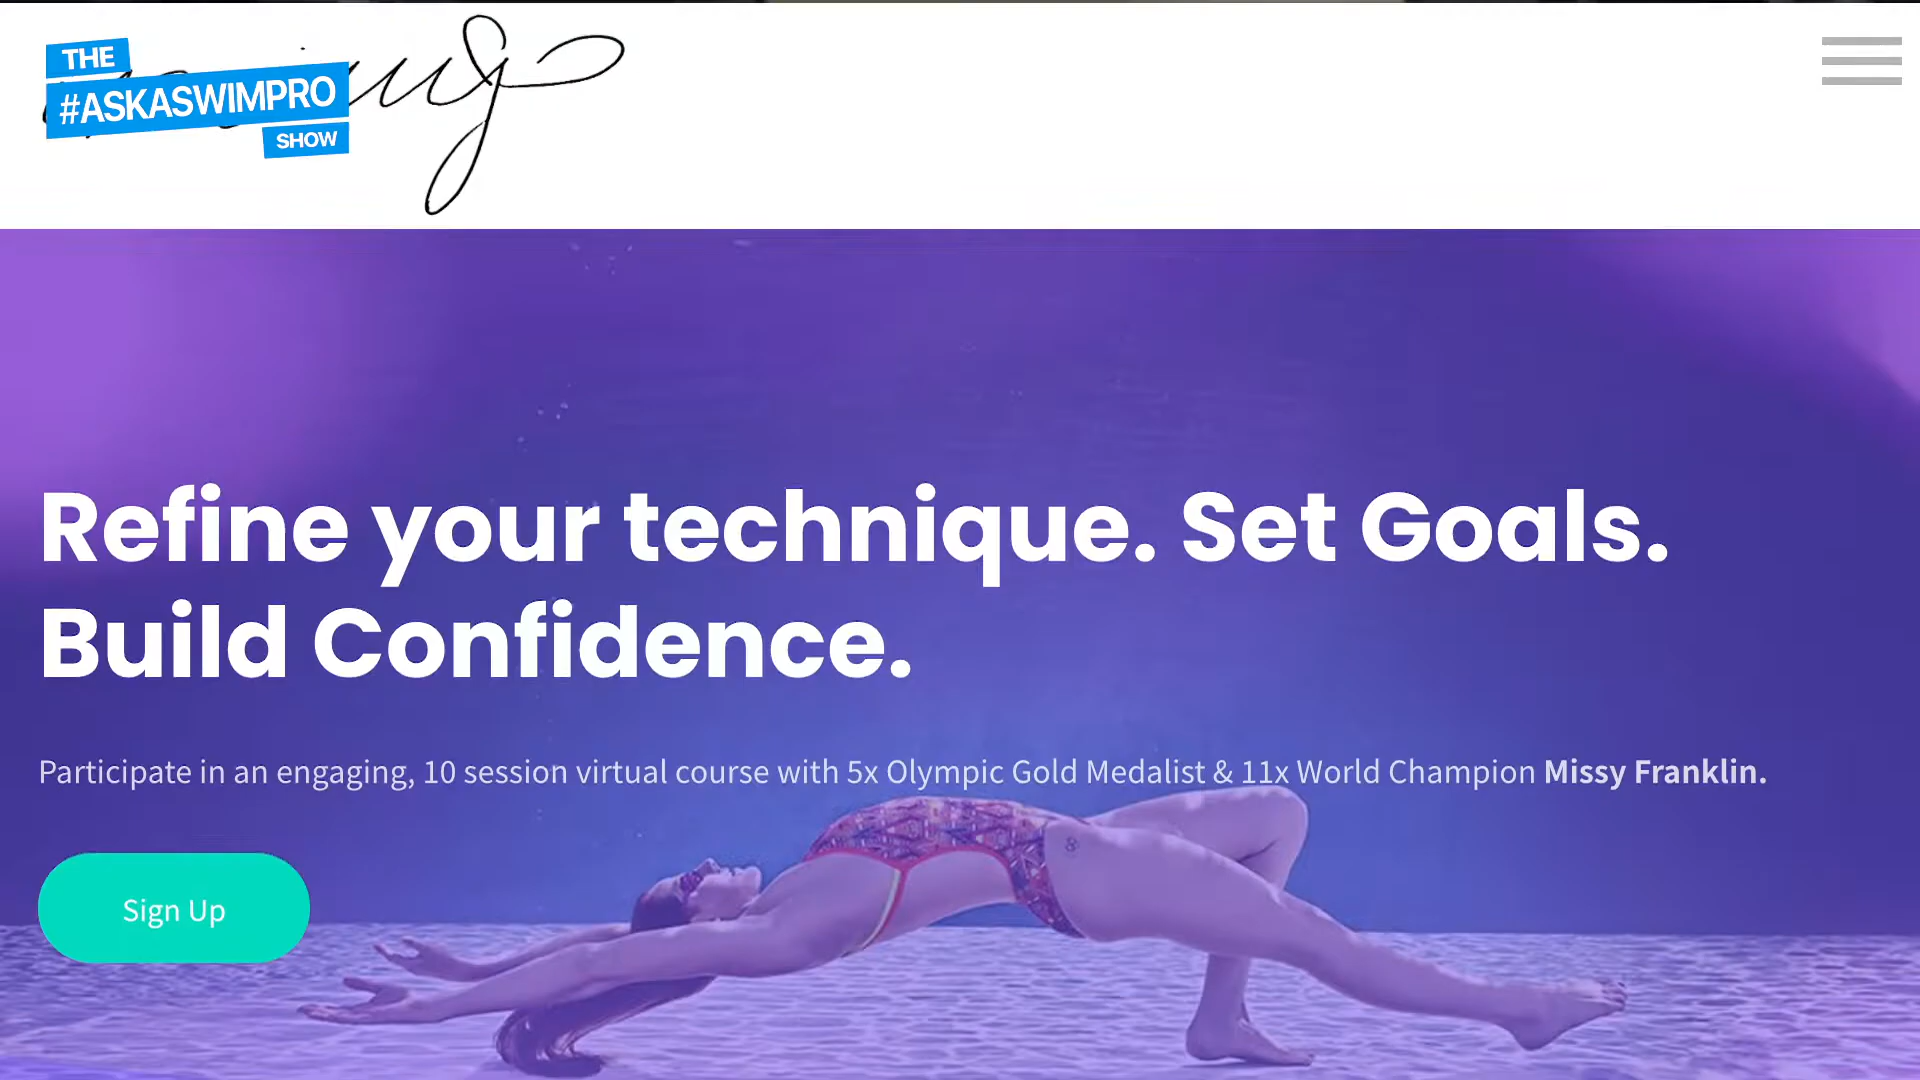 THE
#ASKASWIMPRO
SHOW
Refine your technique. Set Goals.
Build Confidence.
Participate in an engaging, 10 session virtual course with 5x Olympic Gold Medalist & 11x World Champion Missy Franklin.
Sign Up